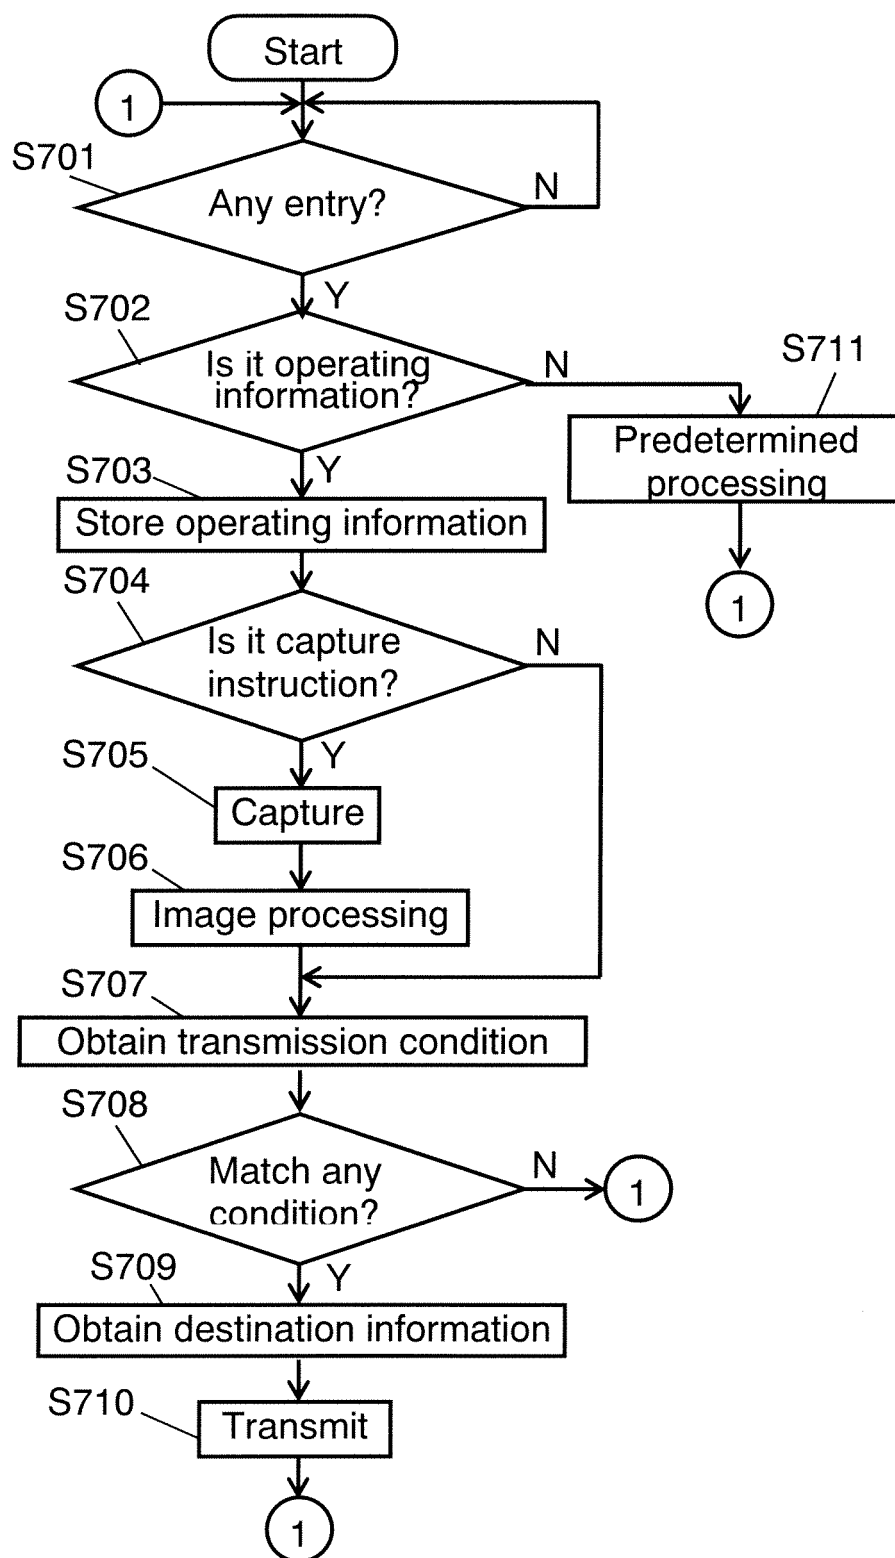 Start
1
S701
Any entry?
N
Y
S702
Is it operating
information?
N
S711
Predetermined
processing
1
Y
S703
Store operating information
S704
Is it capture
instruction?
N
Y
S705
Capture
S706
Image processing
S707
Obtain transmission condition
S708
Match any
condition?
N
1
Y
S709
Obtain destination information
S710
Transmit
1